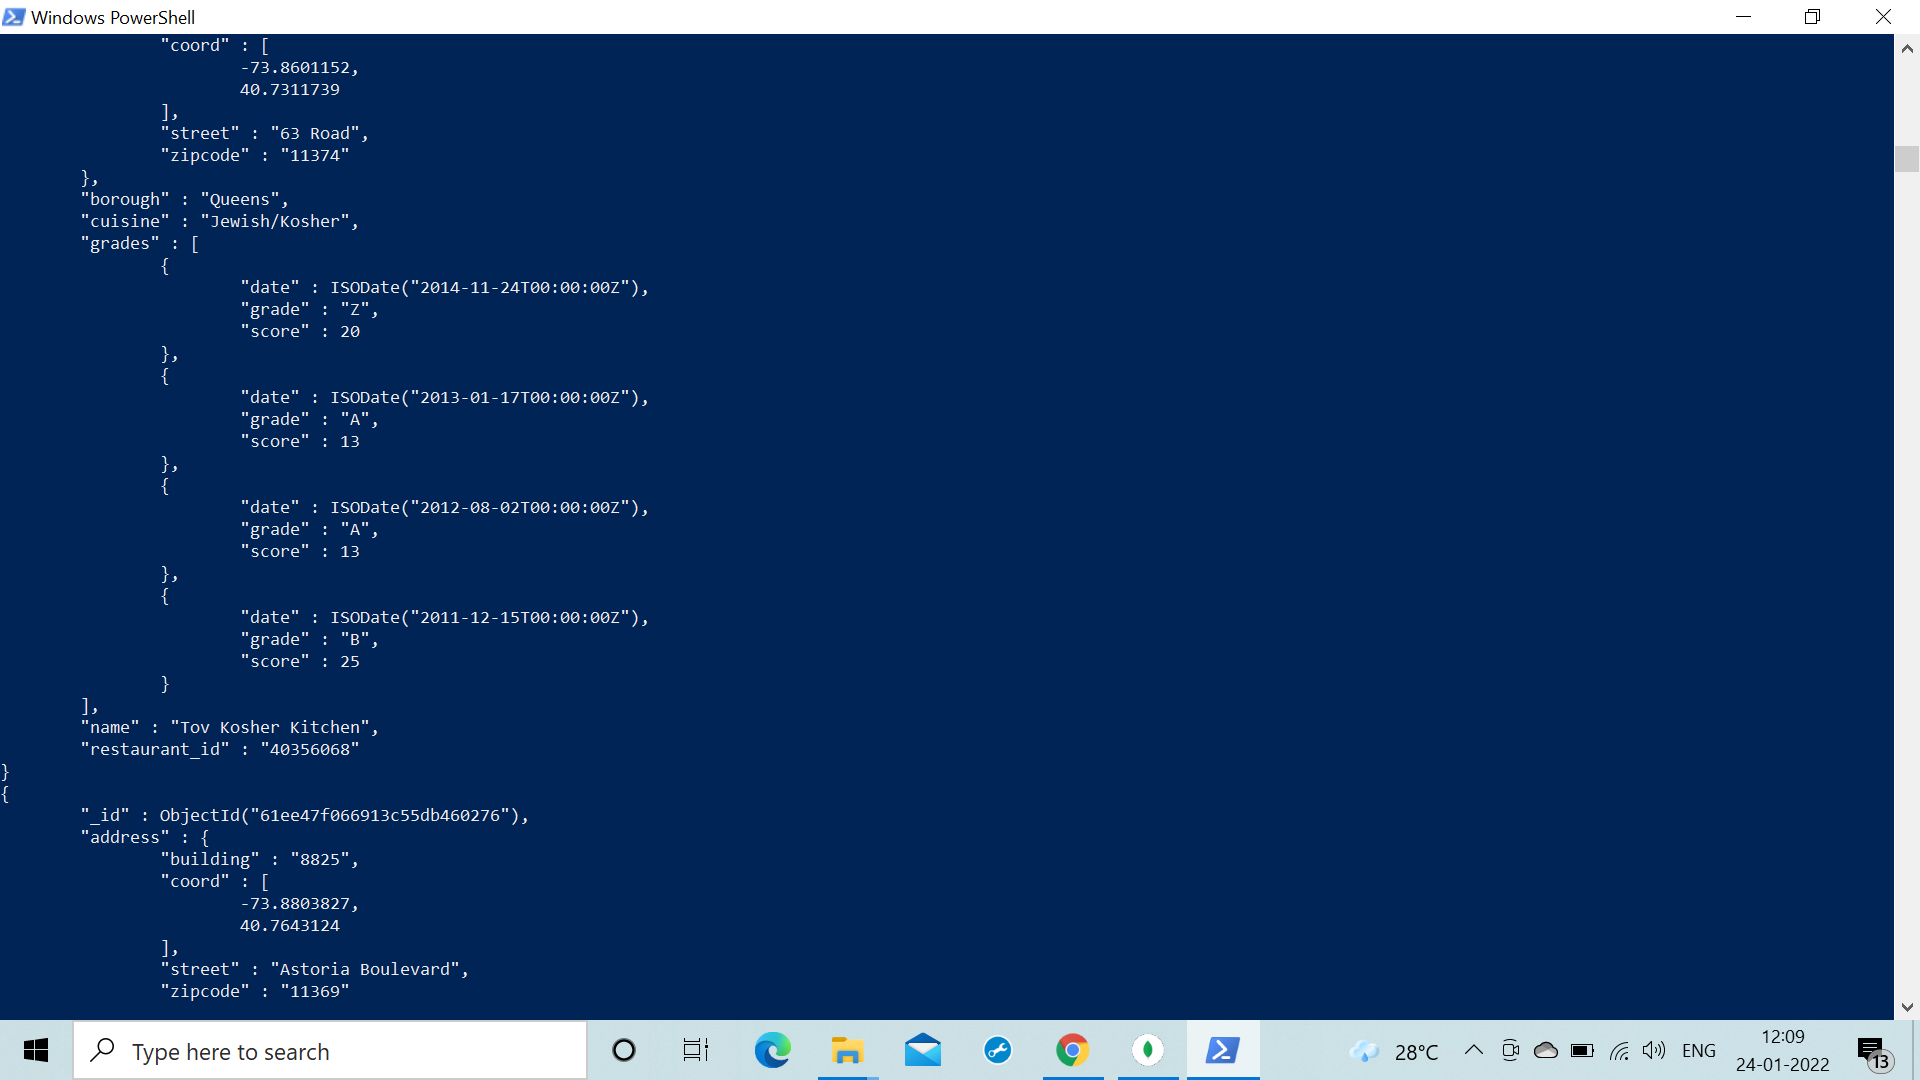 Windows PowerShell
"coord" : [
-73.8601152,
40.7311739
],
"street" : "63 Road",
"zipcode" : "11374"
},
"borough" : "Queens",
"cuisine" : "Jewish/Kosher",
"grades" : [
{
"date" : ISODate("2014-11-24T00:00:00Z"),
"grade" : "Z",
"score" : 20
},
{
"date" : ISODate("2013-01-17T00:00:00Z"),
"grade" : "A",
"score" : 13
},
{
"date" : ISODate("2012-08-02T00:00:00Z"),
"grade" : "A",
"score" : 13
},
{
"date" : ISODate("2011-12-15T00:00:00Z"),
"grade" : "B",
"score" : 25
}
],
"name" : "Tov Kosher Kitchen",
"restaurant_id" : "40356068"
}
{
"_id" : ObjectId("61ee47f066913c55db460276"),
"address" : {
"building" : "8825",
"coord" : [
-73.8803827,
40.7643124
],
"street" : "Astoria Boulevard",
"zipcode" : "11369"
Type here to search
28°C
ENG
12:09
24-01-2022
13